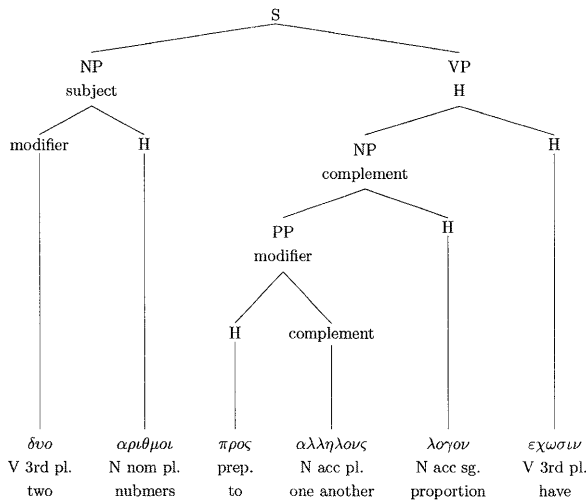 S
NP VP
subject H
modifier H NP H
complement
PP H
modifier
H complement
δυο αριθμοι προς αλληλους λογον εχωσιν
V 3rd pl. N nom pl. prep. N acc pl. N acc sg. V 3rd pl.
two nubmers to one another proportion have